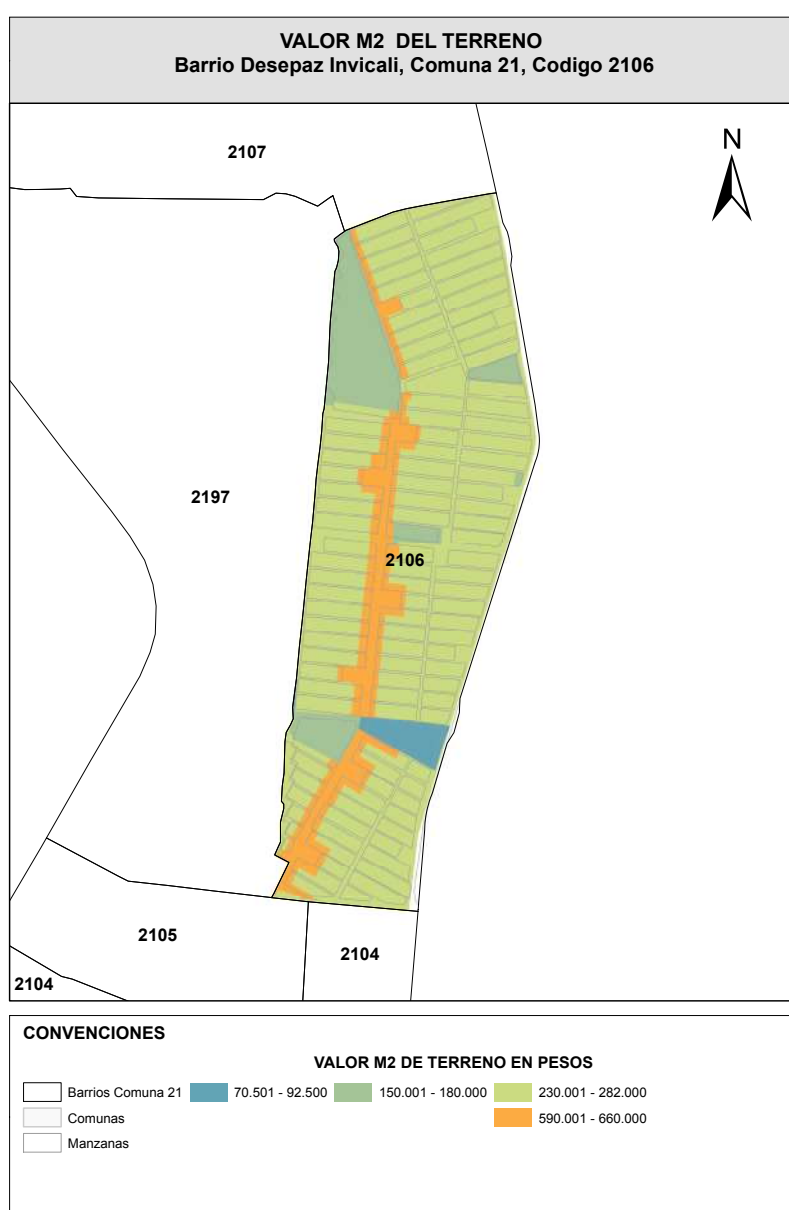 VALOR M2 DEL TERRENO
Barrio Desepaz Invicali, Comuna 21, Codigo 2106
2107
N
2197
2106
2105
2104
2104
CONVENCIONES
VALOR M2 DE TERRENO EN PESOS
Barrios Comuna 21
70.501 - 92.500
150.001 - 180.000
230.001 - 282.000
Comunas
590.001 - 660.000
Manzanas